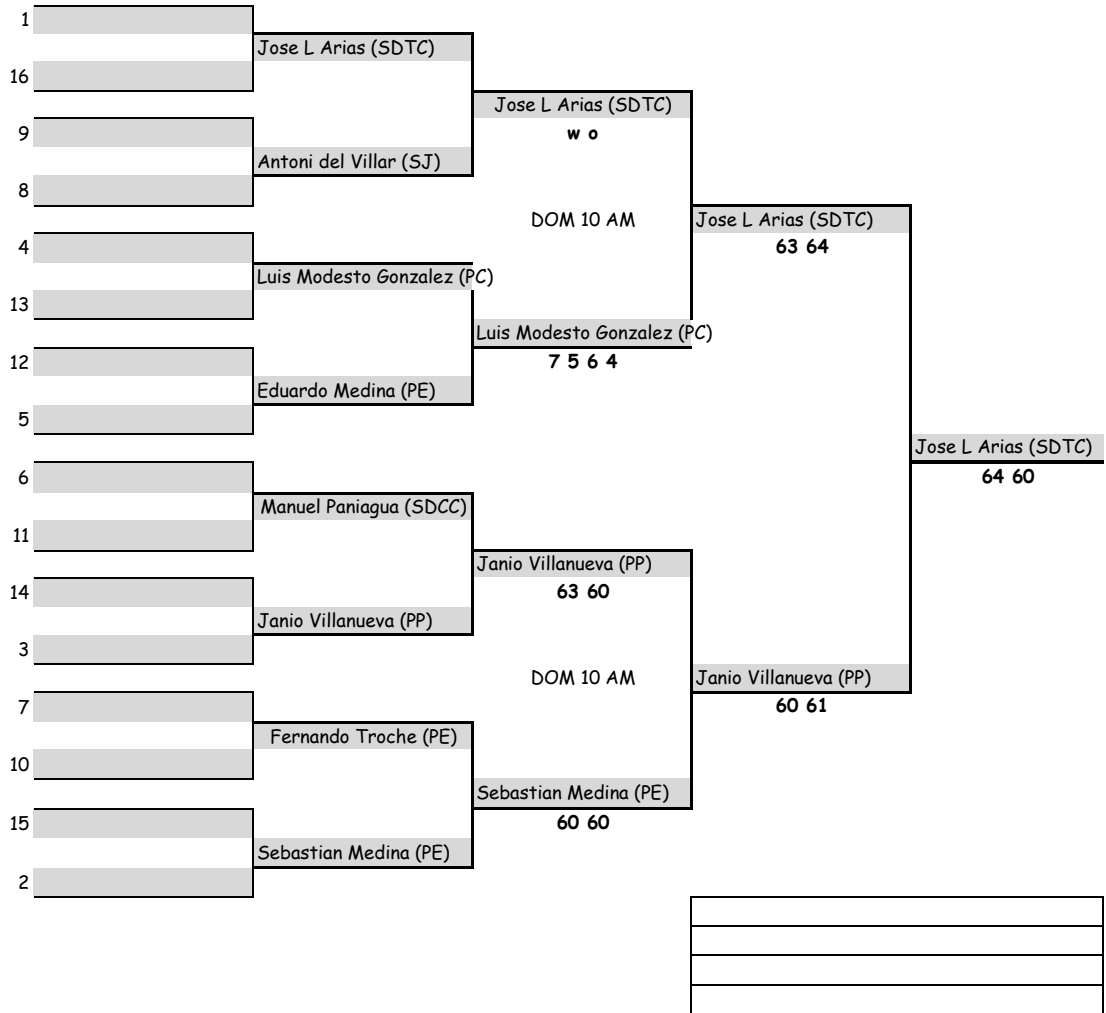 1
Jose L Arias (SDTC)
16
Jose L Arias (SDTC)
9
w o
Antoni del Villar (SJ)
8
DOM 10 AM
Jose L Arias (SDTC)
4
63 64
Luis Modesto Gonzalez (PC)
13
Luis Modesto Gonzalez (PC)
12
7 5 6 4
Eduardo Medina (PE)
5
Jose L Arias (SDTC)
6
64 60
Manuel Paniagua (SDCC)
11
Janio Villanueva (PP)
14
63 60
Janio Villanueva (PP)
3
DOM 10 AM
Janio Villanueva (PP)
7
60 61
Fernando Troche (PE)
10
Sebastian Medina (PE)
15
60 60
Sebastian Medina (PE)
2